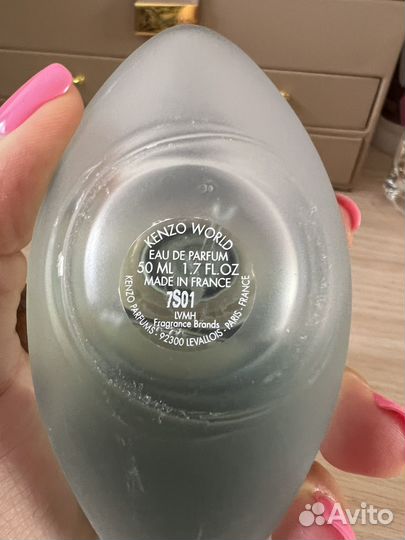 KENZO WORLD
EAU DE PARFUM
50 ML 1.7 FL.OZ
MADE IN FRANCE
7S01
LVMH
Fragrance Brands
KENZO PARFUMS - 92300 LEVALLOIS - PARIS - FRANCE
Avito